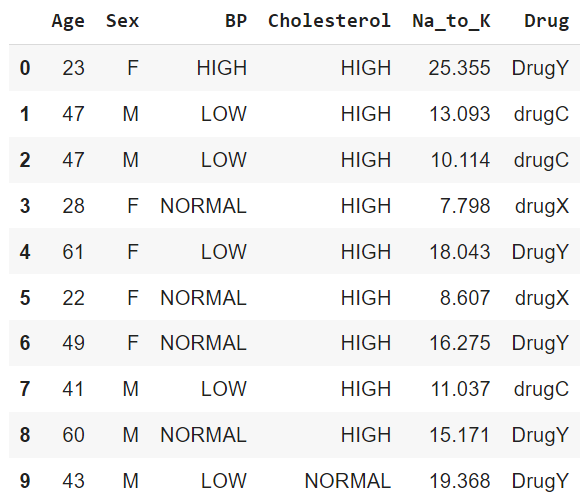 Age Sex BP Cholesterol Na_to_K Drug
0 23 F HIGH HIGH 25.355 DrugY
1 47 M LOW HIGH 13.093 drugC
2 47 M LOW HIGH 10.114 drugC
3 28 F NORMAL HIGH 7.798 drugX
4 61 F LOW HIGH 18.043 DrugY
5 22 F NORMAL HIGH 8.607 drugX
6 49 F NORMAL HIGH 16.275 DrugY
7 41 M LOW HIGH 11.037 drugC
8 60 M NORMAL HIGH 15.171 DrugY
9 43 M LOW NORMAL 19.368 DrugY